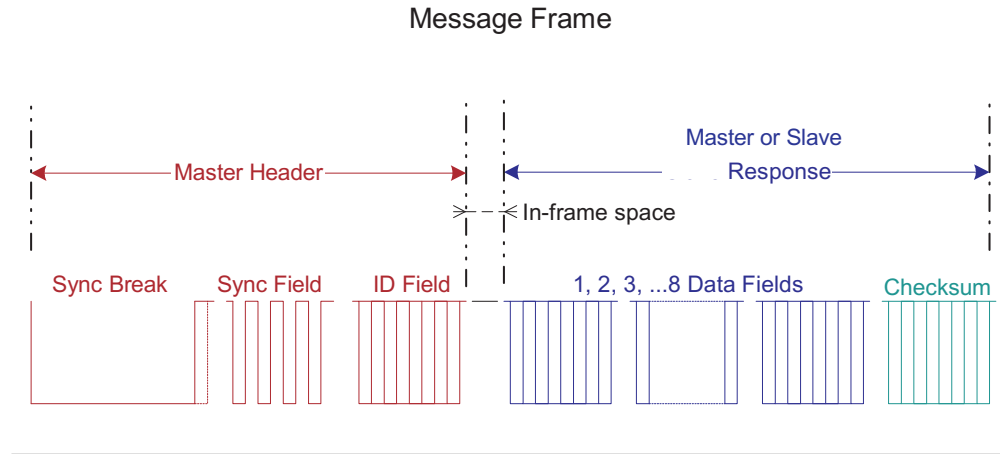 Message Frame
Master Header
Master or Slave
Response
In-frame space
Sync Break
Sync Field
ID Field
1, 2, 3, ...8 Data Fields
Checksum